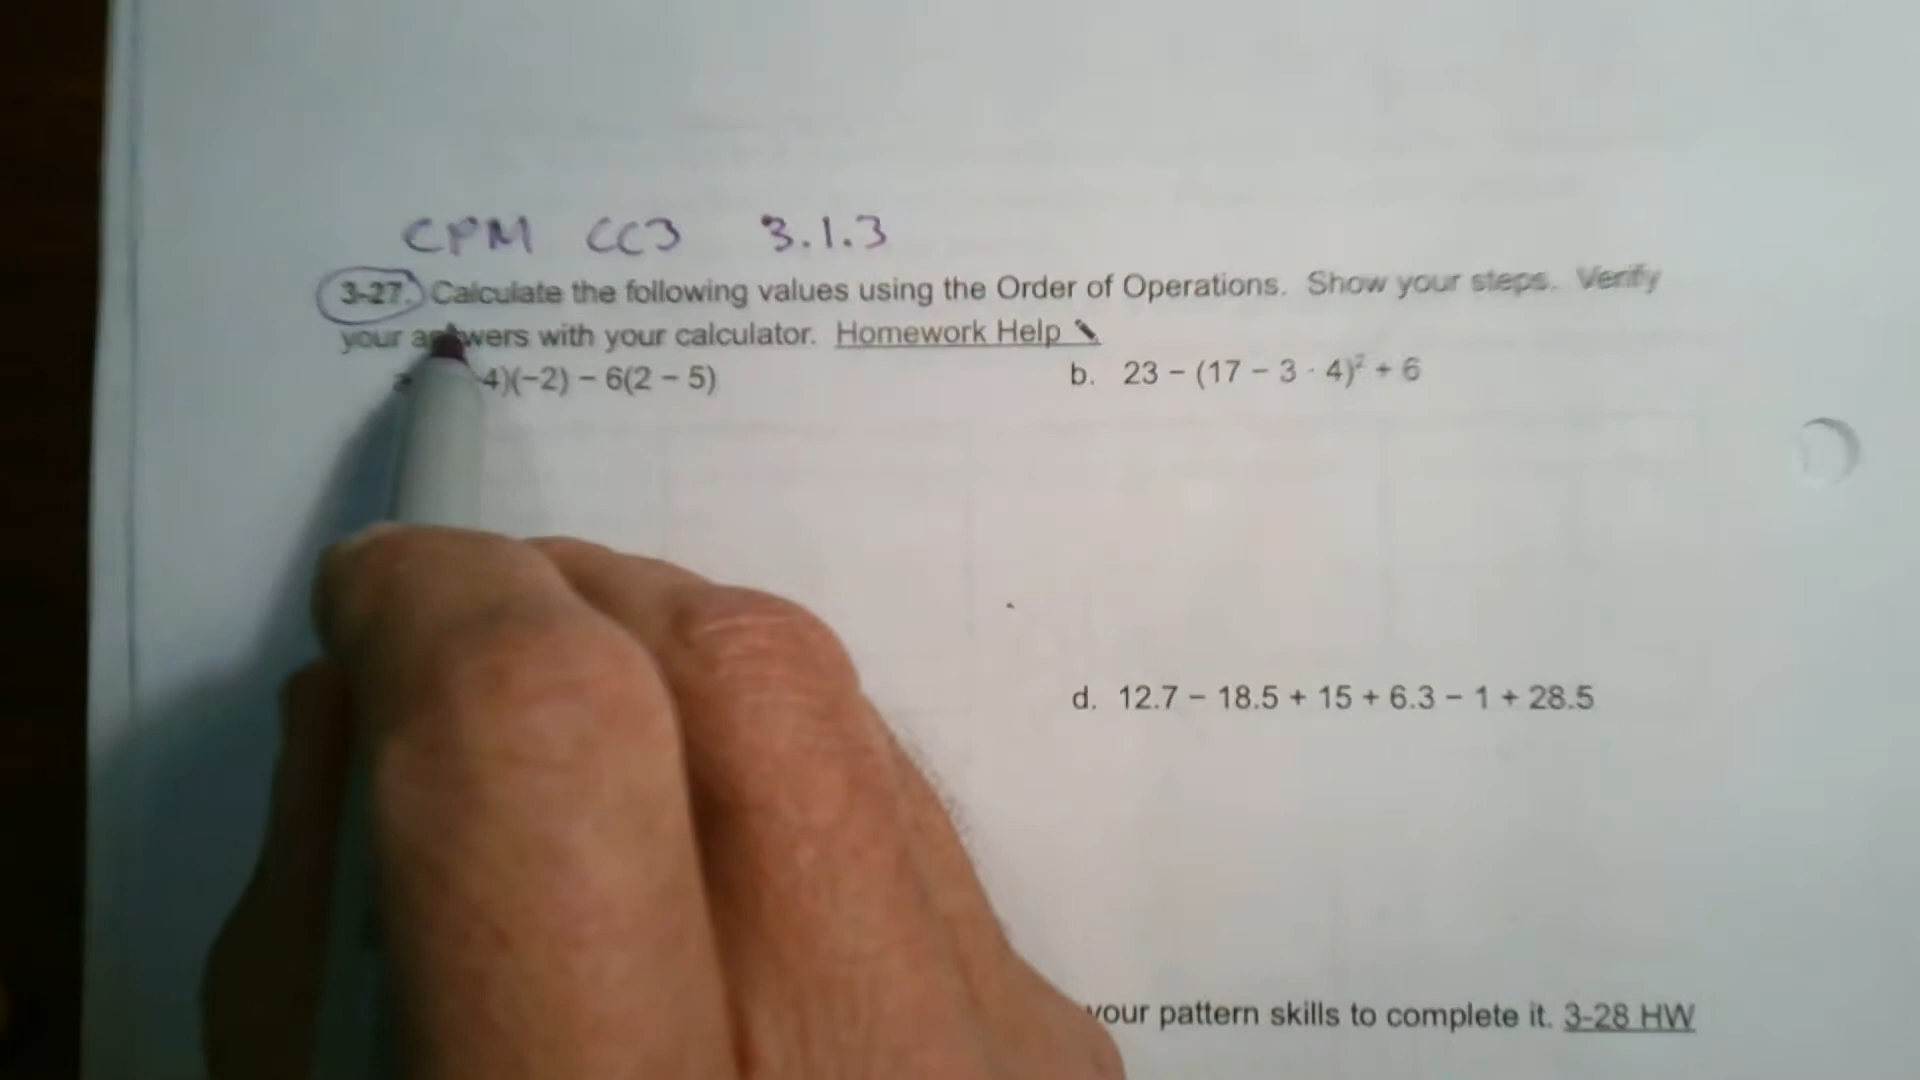 CPM CC3 3.1.3
3-27. Calculate the following values using the Order of Operations. Show your steps. Verify
your answers with your calculator. Homework Help ✎
4)(−2) − 6(2 − 5)
b. 23 − (17 − 3 · 4)² + 6
d. 12.7 − 18.5 + 15 + 6.3 − 1 + 28.5
your pattern skills to complete it. 3-28 HW